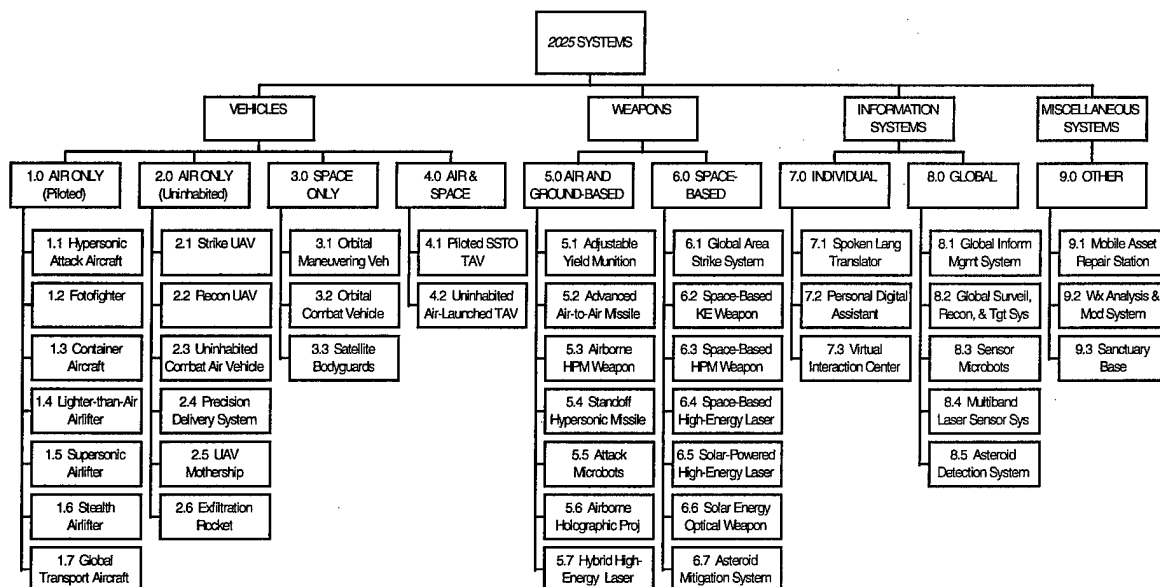 2025 SYSTEMS
VEHICLES
WEAPONS
INFORMATION
SYSTEMS
MISCELLANEOUS
SYSTEMS
1.0 AIR ONLY
(Piloted)
2.0 AIR ONLY
(Uninhabited)
3.0 SPACE
ONLY
4.0 AIR &
SPACE
5.0 AIR AND
GROUND-BASED
6.0 SPACE-
BASED
7.0 INDIVIDUAL
8.0 GLOBAL
9.0 OTHER
1.1 Hypersonic
Attack Aircraft
1.2 Fotofighter
1.3 Container
Aircraft
1.4 Lighter-than-Air
Airlifter
1.5 Supersonic
Airlifter
1.6 Stealth
Airlifter
1.7 Global
Transport Aircraft
2.1 Strike UAV
2.2 Recon UAV
2.3 Uninhabited
Combat Air Vehicle
2.4 Precision
Delivery System
2.5 UAV
Mothership
2.6 Exfiltration
Rocket
3.1 Orbital
Maneuvering Veh
3.2 Orbital
Combat Vehicle
3.3 Satellite
Bodyguards
4.1 Piloted SSTO
TAV
4.2 Uninhabited
Air-Launched TAV
5.1 Adjustable
Yield Munition
5.2 Advanced
Air-to-Air Missile
5.3 Airborne
HPM Weapon
5.4 Standoff
Hypersonic Missile
5.5 Attack
Microbots
5.6 Airborne
Holographic Proj
5.7 Hybrid High-
Energy Laser
6.1 Global Area
Strike System
6.2 Space-Based
KE Weapon
6.3 Space-Based
HPM Weapon
6.4 Space-Based
High-Energy Laser
6.5 Solar-Powered
High-Energy Laser
6.6 Solar Energy
Optical Weapon
6.7 Asteroid
Mitigation System
7.1 Spoken Lang
Translator
7.2 Personal Digital
Assistant
7.3 Virtual
Interaction Center
8.1 Global Inform
Mgmt System
8.2 Global Surveil,
Recon, & Tgt Sys
8.3 Sensor
Microbots
8.4 Multiband
Laser Sensor Sys
8.5 Asteroid
Detection System
9.1 Mobile Asset
Repair Station
9.2 Wx Analysis &
Mod System
9.3 Sanctuary
Base